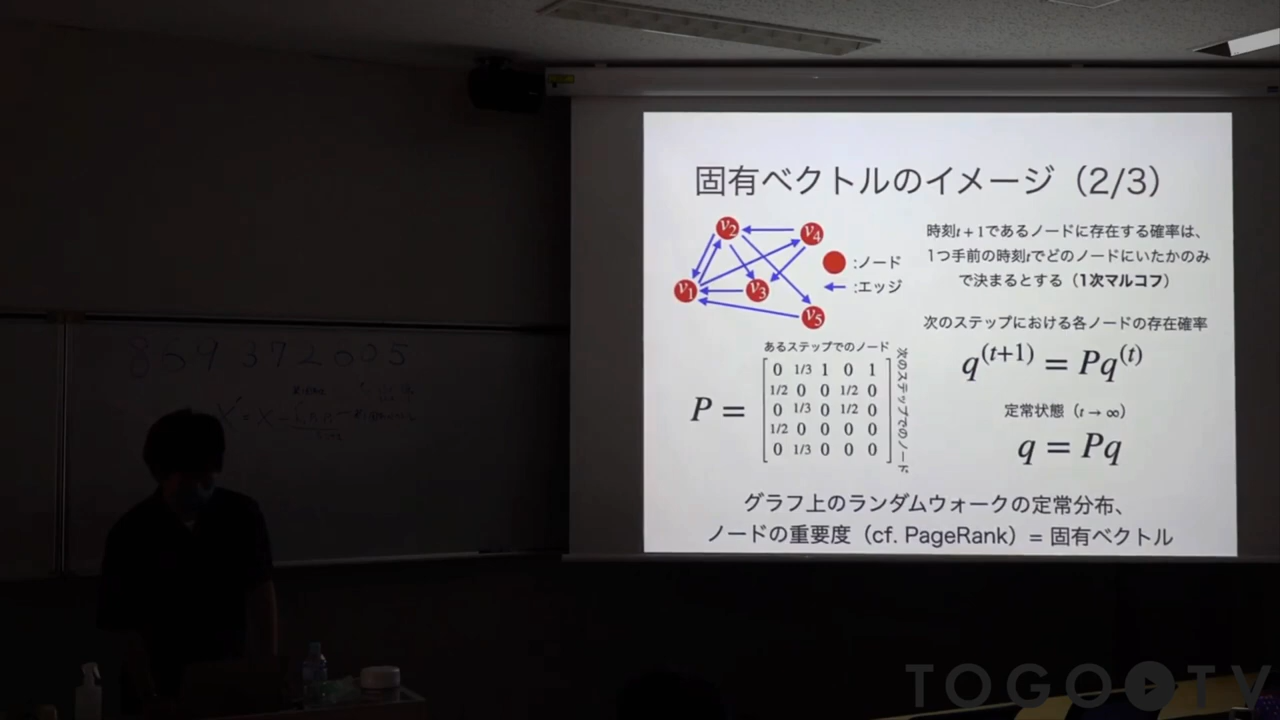 固有ベクトルのイメージ（2/3）
v2
v4
v1
v3
v5
:ノード
:エッジ
時刻t + 1であるノードに存在する確率は、
1つ手前の時刻tでどのノードにいたかのみ
で決まるとする（1次マルコフ）
次のステップにおける各ノードの存在確率
q^(t+1) = Pq^(t)
定常状態（t → ∞）
q = Pq
あるステップでのノード
次のステップでのノード
P =
0 1/3 1 0 1
1/2 0 0 1/2 0
0 1/3 0 1/2 0
1/2 0 0 0 0
0 1/3 0 0 0
グラフ上のランダムウォークの定常分布、
ノードの重要度（cf. PageRank）= 固有ベクトル
TOGO TV